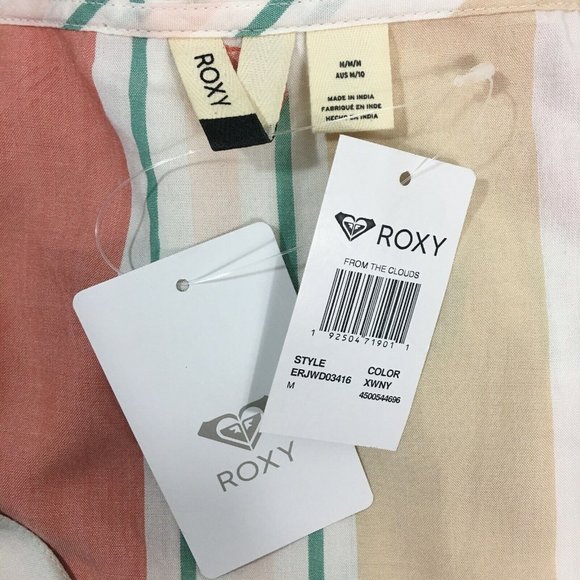 ROXY
M/M/M
AUS M/10
MADE IN INDIA
FABRIQUÉ EN INDE
HECHO EN INDIA
ROXY
FROM THE CLOUDS
1 92504 71901 1
STYLE COLOR
ERJWD03416 XWNY
M 4500544696
ROXY